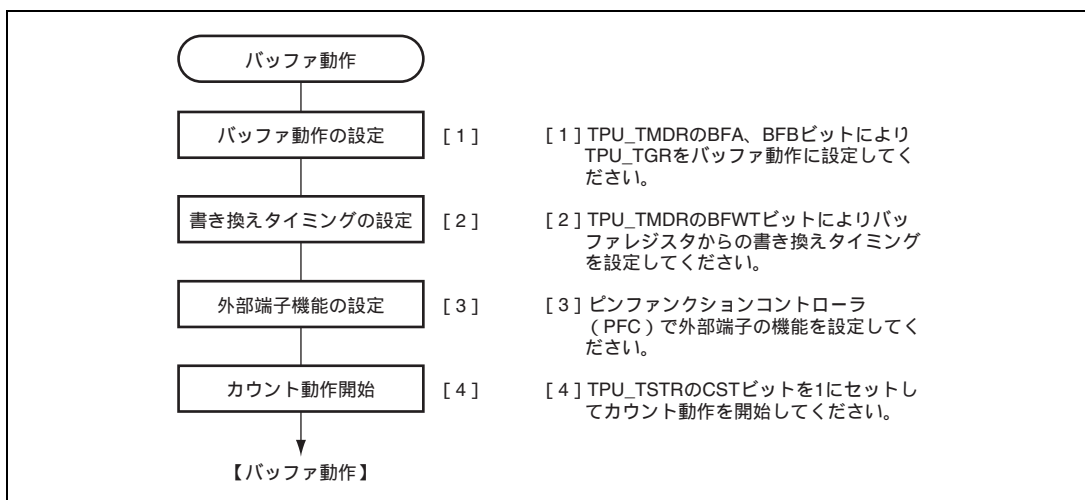 バッファ動作
バッファ動作の設定 [1]
[1] TPU_TMDRのBFA、BFBビットにより
TPU_TGRをバッファ動作に設定してく
ださい。
書き換えタイミングの設定 [2]
[2] TPU_TMDRのBFWTビットによりバッ
ファレジスタからの書き換えタイミング
を設定してください。
外部端子機能の設定 [3]
[3] ピンファンクションコントローラ
（PFC）で外部端子の機能を設定してく
ださい。
カウント動作開始 [4]
[4] TPU_TSTRのCSTビットを1にセットし
てカウント動作を開始してください。
【バッファ動作】